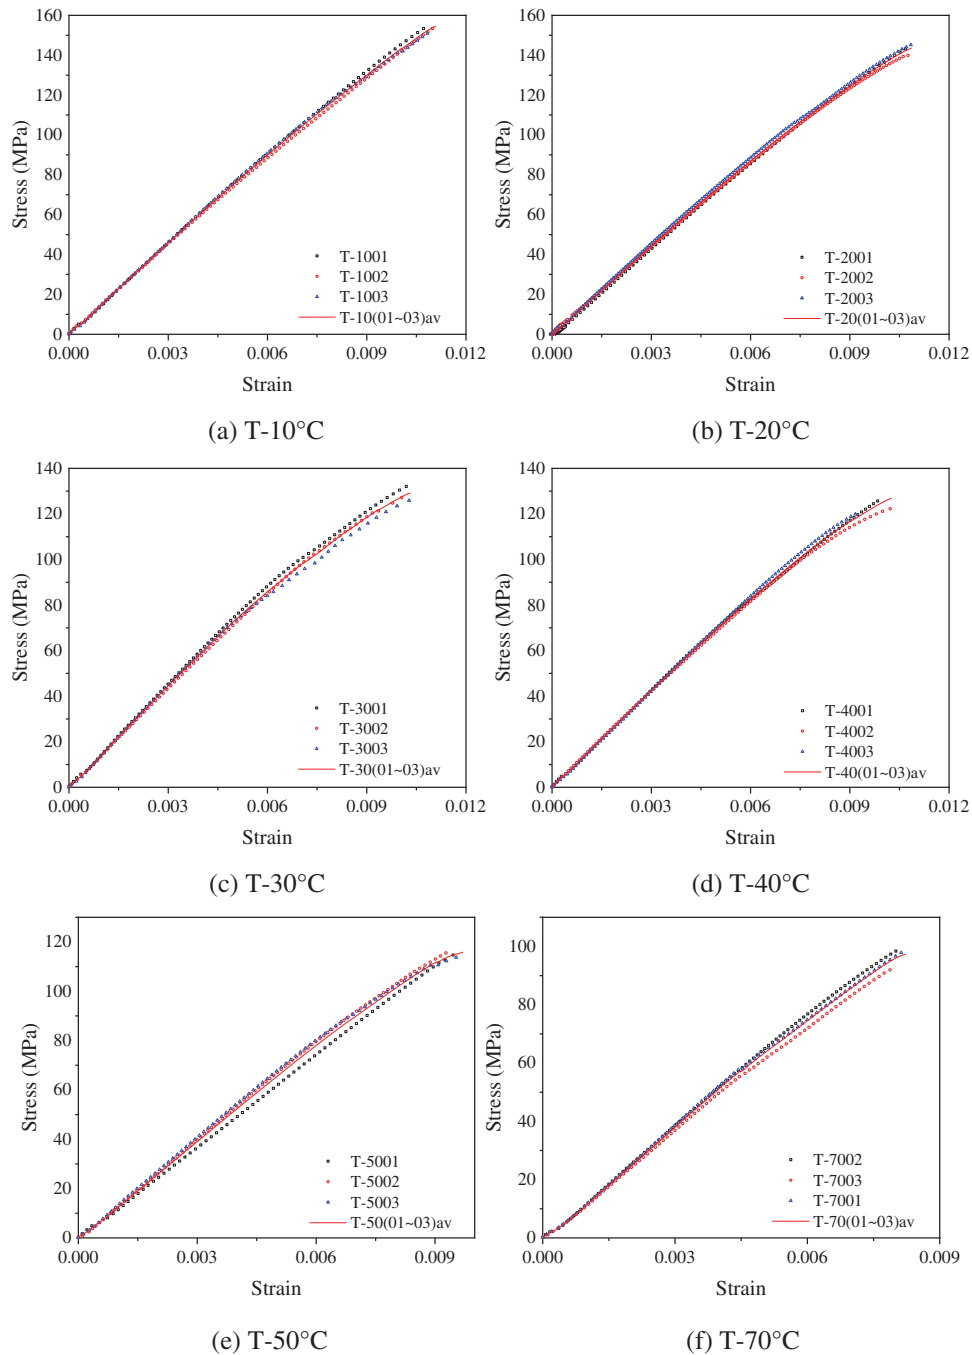 160
140
120
100
80
60
40
20
0
Stress (MPa)
T-1001
T-1002
T-1003
T-10(01~03)av
0.000
0.003
0.006
0.009
0.012
Strain
(a) T-10°C
160
140
120
100
80
60
40
20
0
Stress (MPa)
T-2001
T-2002
T-2003
T-20(01~03)av
0.000
0.003
0.006
0.009
0.012
Strain
(b) T-20°C
140
120
100
80
60
40
20
0
Stress (MPa)
T-3001
T-3002
T-3003
T-30(01~03)av
0.000
0.003
0.006
0.009
0.012
Strain
(c) T-30°C
140
120
100
80
60
40
20
0
Stress (MPa)
T-4001
T-4002
T-4003
T-40(01~03)av
0.000
0.003
0.006
0.009
0.012
Strain
(d) T-40°C
120
100
80
60
40
20
0
Stress (MPa)
T-5001
T-5002
T-5003
T-50(01~03)av
0.000
0.003
0.006
0.009
Strain
(e) T-50°C
100
80
60
40
20
0
Stress (MPa)
T-7002
T-7003
T-7001
T-70(01~03)av
0.000
0.003
0.006
0.009
Strain
(f) T-70°C